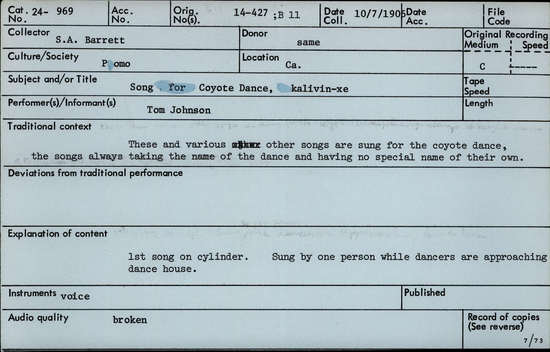 Cat. No. 24- 969 Acc. No. Orig. No(s). 14-427 ;B 11 Date Coll. 10/7/1906 Date Acc. File Code
Collector S.A. Barrett Donor same Original Recording Medium Speed C -----
Culture/Society Pomo Location Ca.
Subject and/or Title Song for Coyote Dance, kalivin-xe Tape Speed
Performer(s)/Informant(s) Tom Johnson Length
Traditional context
These and various other songs are sung for the coyote dance,
the songs always taking the name of the dance and having no special name of their own.
Deviations from traditional performance
Explanation of content
1st song on cylinder. Sung by one person while dancers are approaching
dance house.
Instruments voice Published
Audio quality broken Record of copies
(See reverse)
7/73